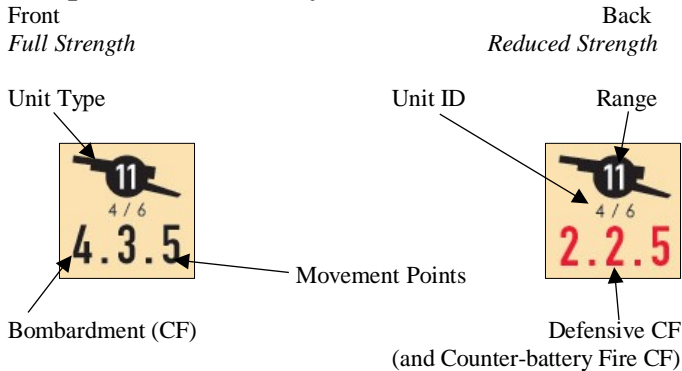 Front Back
Full Strength Reduced Strength
Unit Type Unit ID Range
11 11
4 / 6 4 / 6
4.3.5 2.2.5
Movement Points
Bombardment (CF) Defensive CF
(and Counter-battery Fire CF)